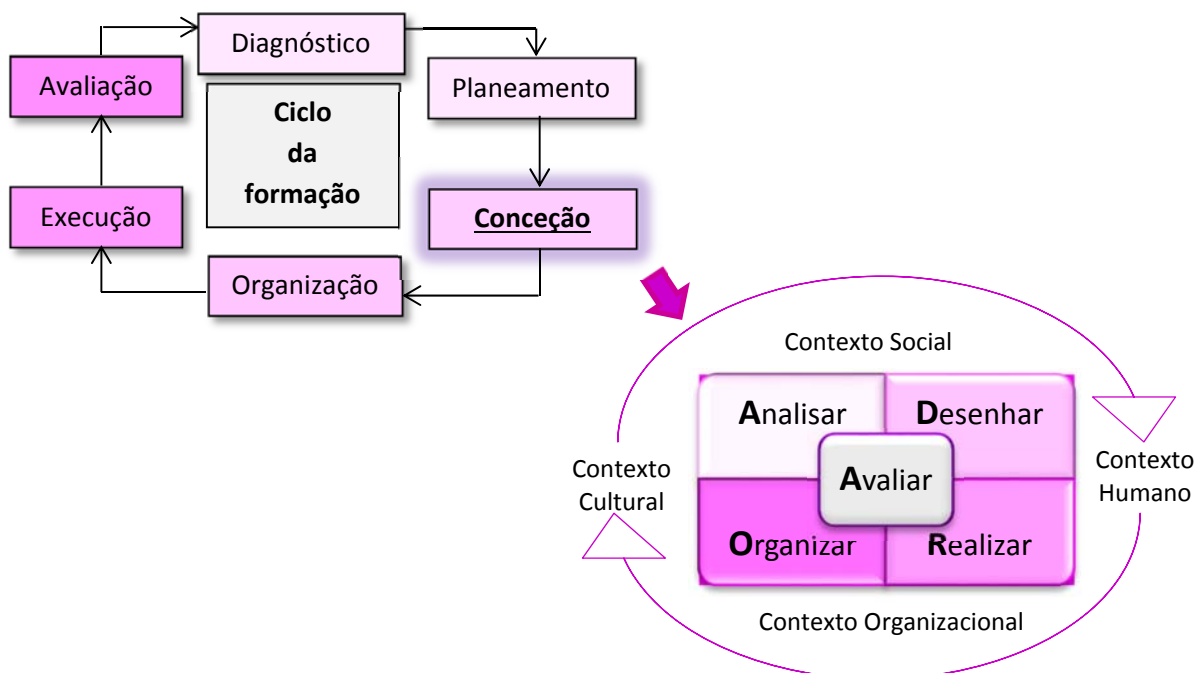 Diagnóstico
Avaliação
Planeamento
Ciclo
da
formação
Execução
Conceção
Organização
Contexto Social
Analisar
Desenhar
Avaliar
Contexto
Cultural
Contexto
Humano
Organizar
Realizar
Contexto Organizacional